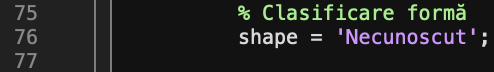 75 % Clasificare formă
76 shape = 'Necunoscut';
77